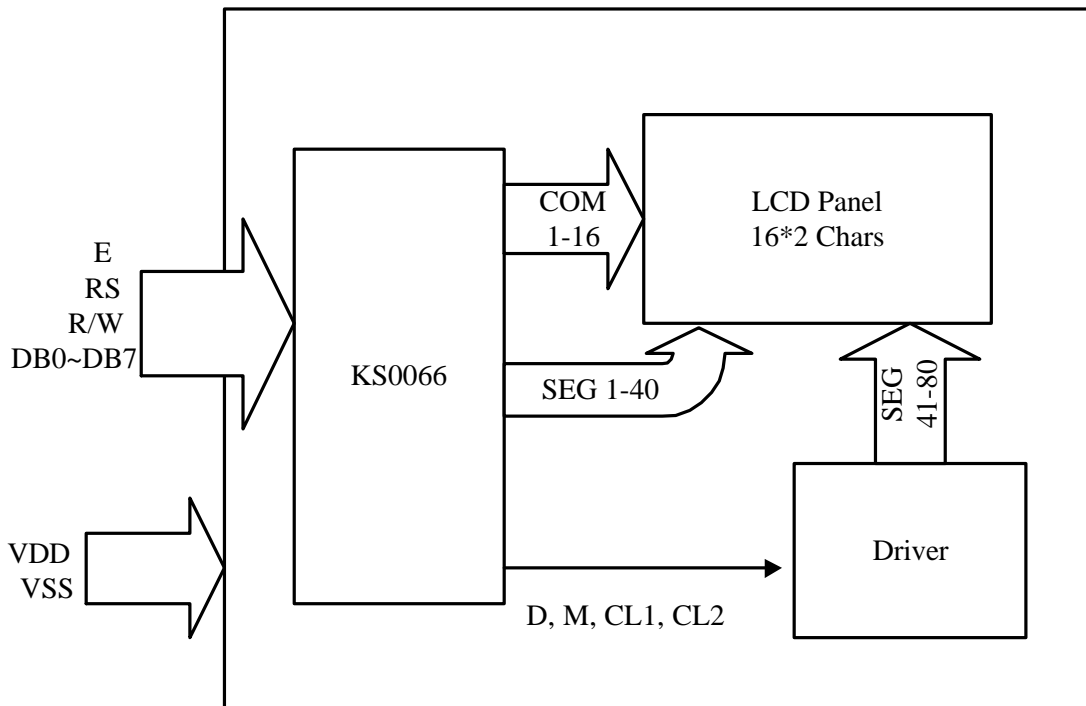 E
RS
R/W
DB0~DB7
VDD
VSS
KS0066
COM
1-16
SEG 1-40
D, M, CL1, CL2
LCD Panel
16*2 Chars
SEG
41-80
Driver